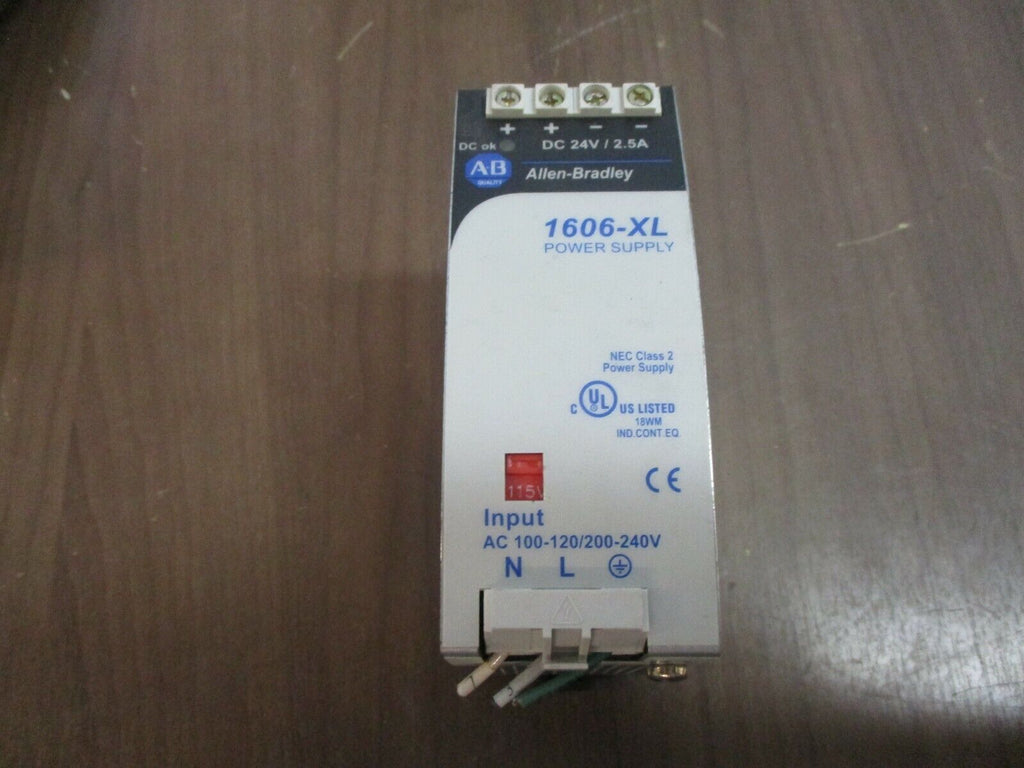 + + − −
DC ok DC 24V / 2.5A
A·B
QUALITY
Allen-Bradley
1606-XL
POWER SUPPLY
NEC Class 2
Power Supply
C UL US LISTED
18WM
IND.CONT.EQ.
CE
115V
Input
AC 100-120/200-240V
N L